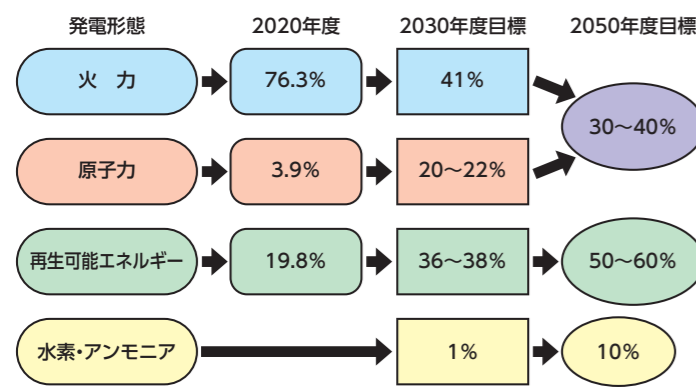 発電形態 2020年度 2030年度目標 2050年度目標
火 力 76.3% 41%
30〜40%
原子力 3.9% 20〜22%
再生可能エネルギー 19.8% 36〜38% 50〜60%
水素・アンモニア 1% 10%